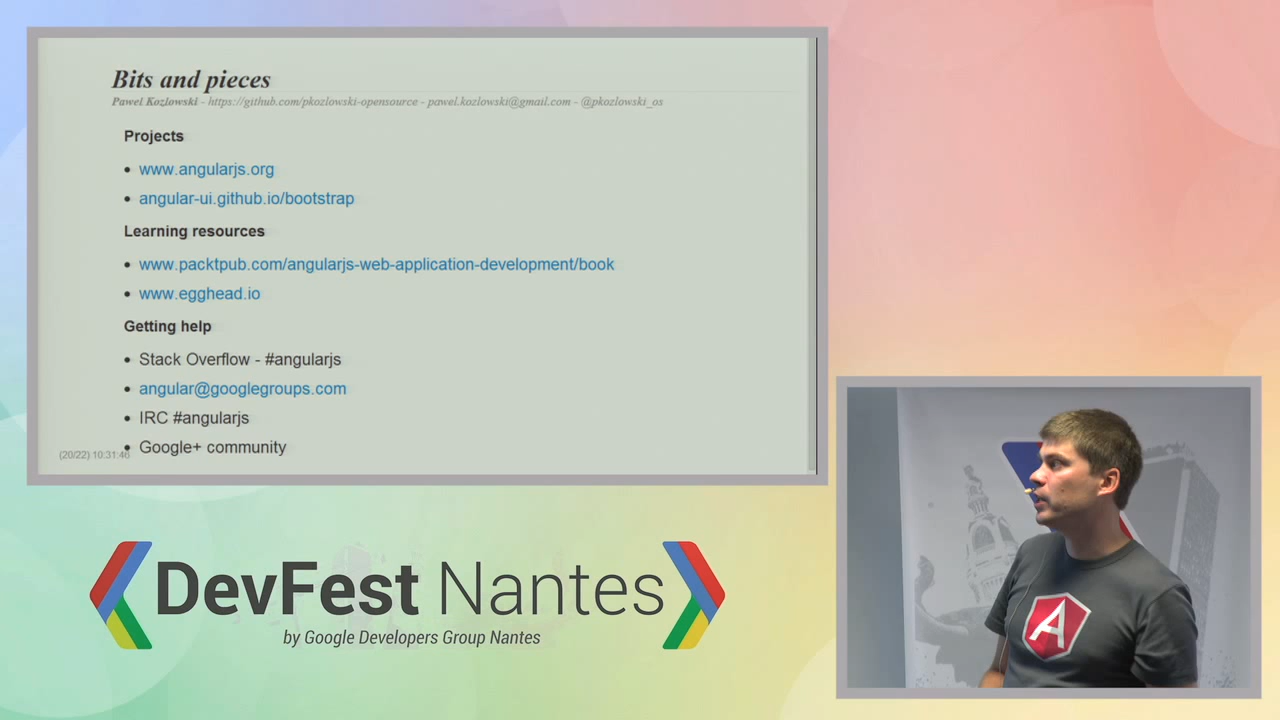 Bits and pieces
Pawel Kozlowski - https://github.com/pkozlowski-opensource - pawel.kozlowski@gmail.com - @pkozlowski_os
Projects
• www.angularjs.org
• angular-ui.github.io/bootstrap
Learning resources
• www.packtpub.com/angularjs-web-application-development/book
• www.egghead.io
Getting help
• Stack Overflow - #angularjs
• angular@googlegroups.com
• IRC #angularjs
• Google+ community
(20/22) 10:31:46
DevFest Nantes
by Google Developers Group Nantes
A